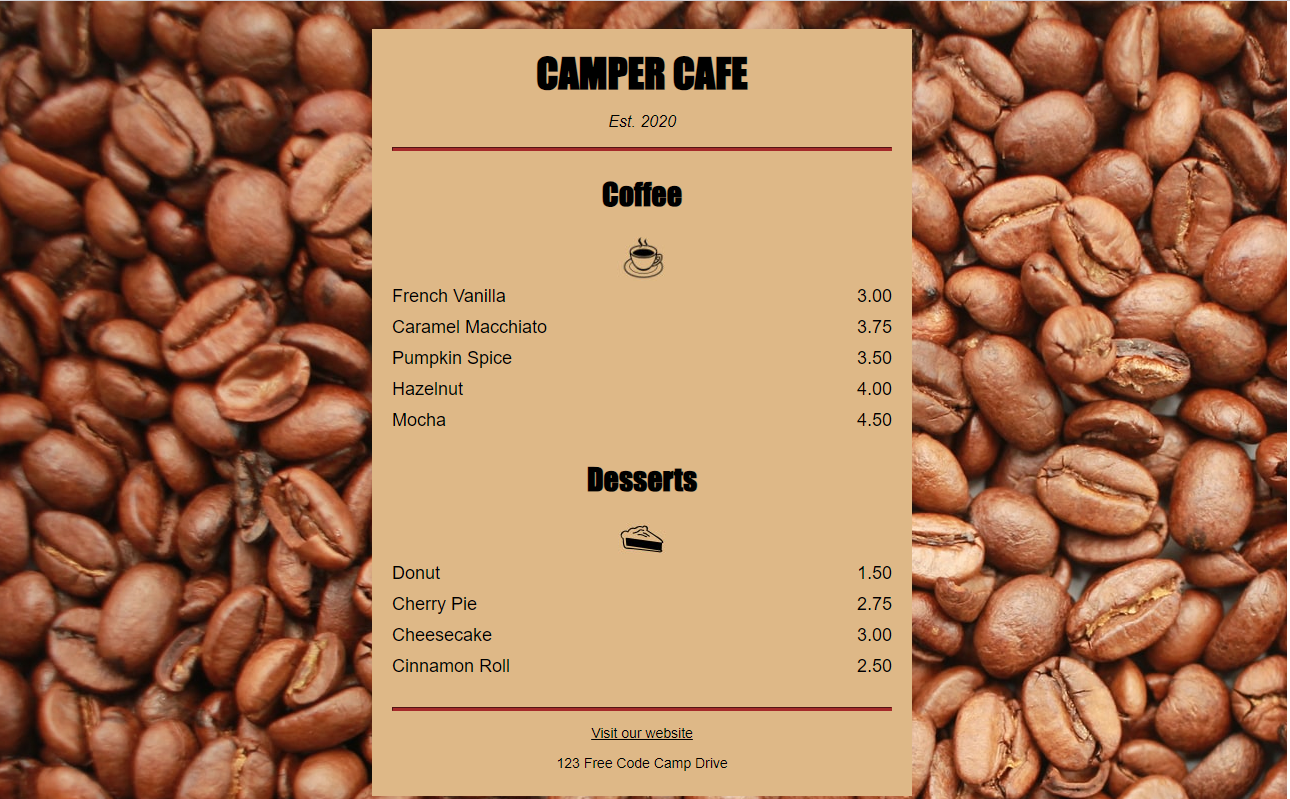 CAMPER CAFE
Est. 2020
Coffee
French Vanilla 3.00
Caramel Macchiato 3.75
Pumpkin Spice 3.50
Hazelnut 4.00
Mocha 4.50
Desserts
Donut 1.50
Cherry Pie 2.75
Cheesecake 3.00
Cinnamon Roll 2.50
Visit our website
123 Free Code Camp Drive